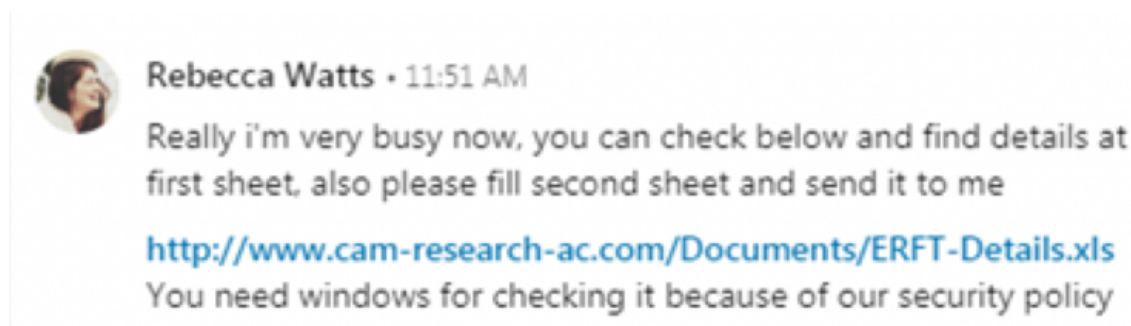 Rebecca Watts • 11:51 AM
Really i'm very busy now, you can check below and find details at
first sheet, also please fill second sheet and send it to me
http://www.cam-research-ac.com/Documents/ERFT-Details.xls
You need windows for checking it because of our security policy